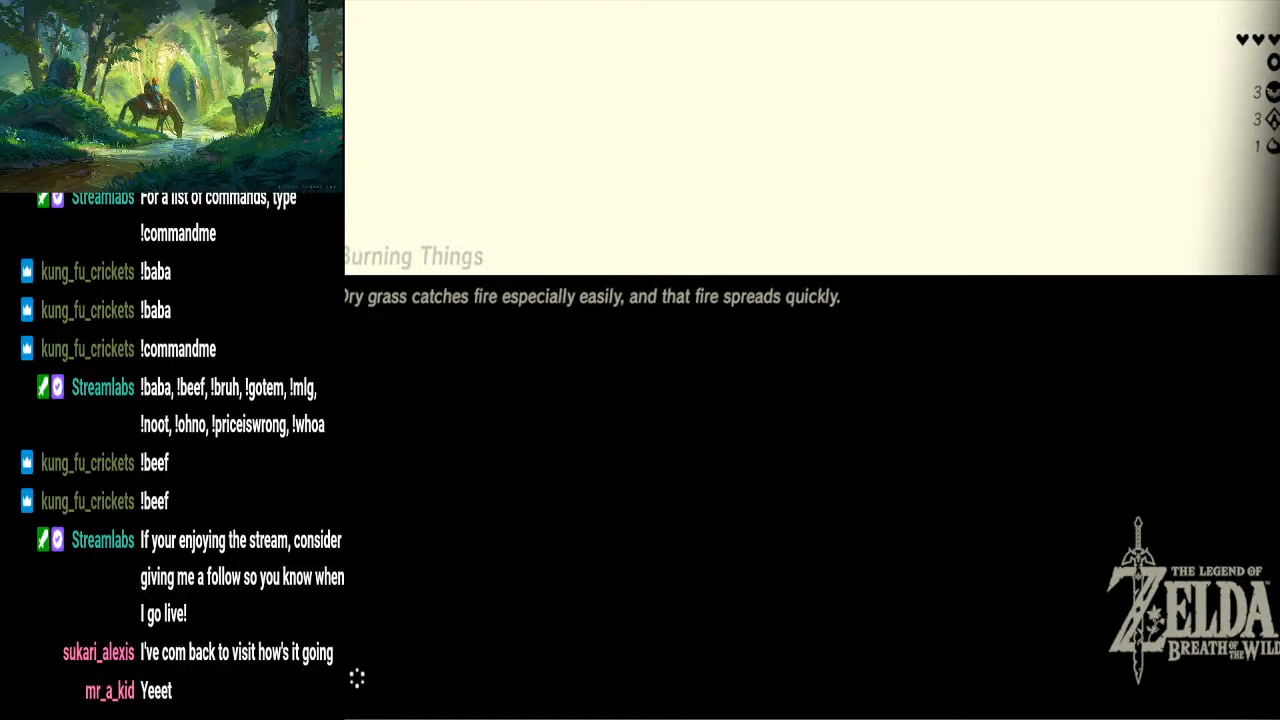 Streamlabs For a list of commands, type
!commandme
kung_fu_crickets !baba
kung_fu_crickets !baba
kung_fu_crickets !commandme
Streamlabs !baba, !beef, !bruh, !gotem, !mlg,
!noot, !ohno, !priceiswrong, !whoa
kung_fu_crickets !beef
kung_fu_crickets !beef
Streamlabs If your enjoying the stream, consider
giving me a follow so you know when
I go live!
sukari_alexis I've com back to visit how's it going
mr_a_kid Yeeet
3
3
1
Burning Things
Dry grass catches fire especially easily, and that fire spreads quickly.
THE LEGEND OF
ZELDA
BREATH OF THE WILD